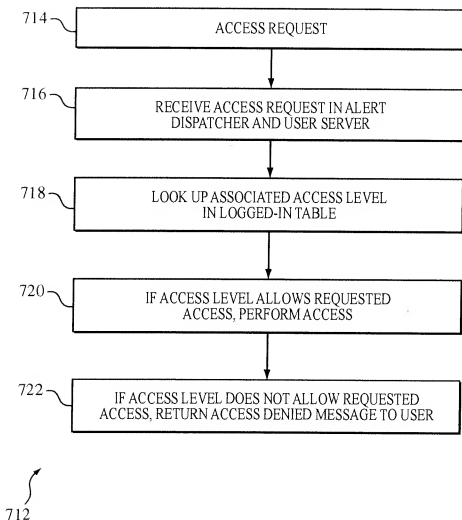 714
ACCESS REQUEST
716
RECEIVE ACCESS REQUEST IN ALERT
DISPATCHER AND USER SERVER
718
LOOK UP ASSOCIATED ACCESS LEVEL
IN LOGGED-IN TABLE
720
IF ACCESS LEVEL ALLOWS REQUESTED
ACCESS, PERFORM ACCESS
722
IF ACCESS LEVEL DOES NOT ALLOW REQUESTED
ACCESS, RETURN ACCESS DENIED MESSAGE TO USER
712